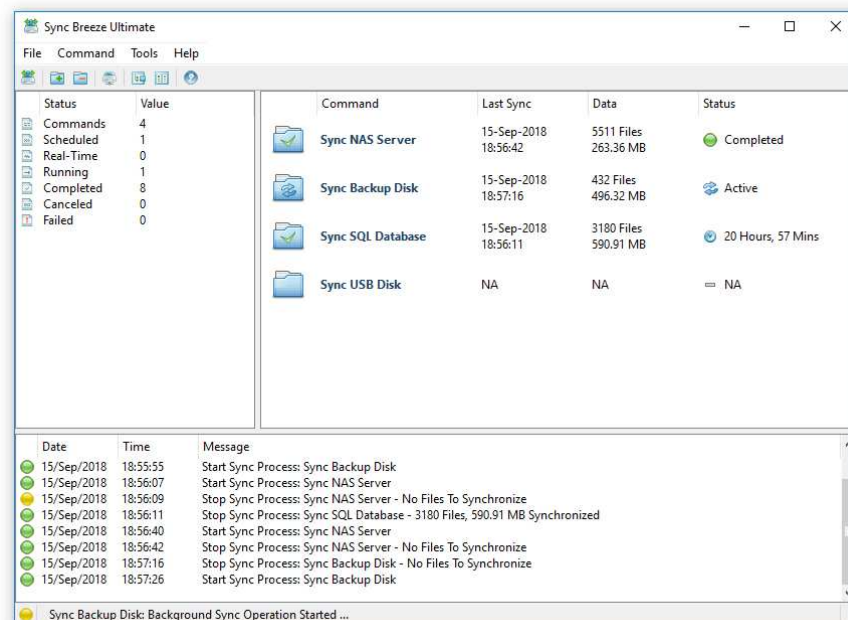 Sync Breeze Ultimate
File Command Tools Help
Status Value
Commands 4
Scheduled 1
Real-Time 0
Running 1
Completed 8
Canceled 0
Failed 0
Command Last Sync Data Status
Sync NAS Server 15-Sep-2018 18:56:42 5511 Files 263.36 MB Completed
Sync Backup Disk 15-Sep-2018 18:57:16 432 Files 496.32 MB Active
Sync SQL Database 15-Sep-2018 18:56:11 3180 Files 590.91 MB 20 Hours, 57 Mins
Sync USB Disk NA NA NA
Date Time Message
15/Sep/2018 18:55:55 Start Sync Process: Sync Backup Disk
15/Sep/2018 18:56:07 Start Sync Process: Sync NAS Server
15/Sep/2018 18:56:09 Stop Sync Process: Sync NAS Server - No Files To Synchronize
15/Sep/2018 18:56:11 Stop Sync Process: Sync SQL Database - 3180 Files, 590.91 MB Synchronized
15/Sep/2018 18:56:40 Start Sync Process: Sync NAS Server
15/Sep/2018 18:56:42 Stop Sync Process: Sync NAS Server - No Files To Synchronize
15/Sep/2018 18:57:16 Stop Sync Process: Sync Backup Disk - No Files To Synchronize
15/Sep/2018 18:57:26 Start Sync Process: Sync Backup Disk
Sync Backup Disk: Background Sync Operation Started ...